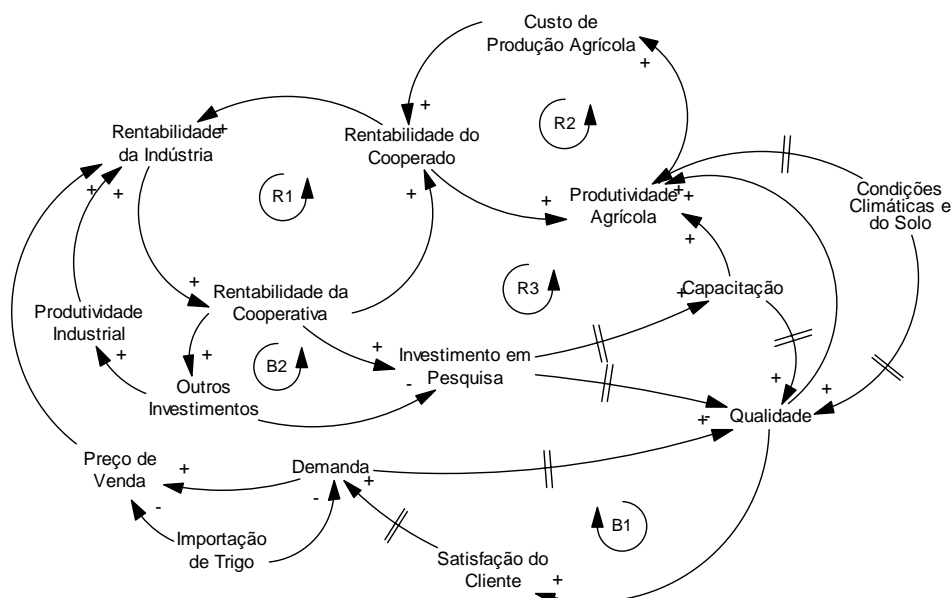 Custo de
Produção Agrícola
+
+
Rentabilidade
da Indústria
+
Rentabilidade do
Cooperado
R2
R1
Produtividade
Agrícola
+
+
+
Condições
Climáticas e
do Solo
+
+
+
+
+
R3
Capacitação
+
+
Rentabilidade da
Cooperativa
Produtividade
Industrial
+
+
B2
+
Investimento em
Pesquisa
-
Outros
Investimentos
+
+
+
-
Qualidade
Preço de
Venda
+
Demanda
+
-
-
Importação
de Trigo
B1
Satisfação do
Cliente
+